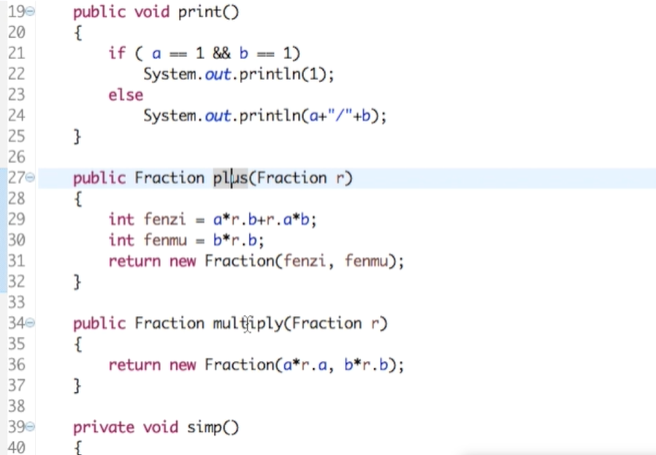 19 public void print()
20 {
21 if ( a == 1 && b == 1)
22 System.out.println(1);
23 else
24 System.out.println(a+"/"+b);
25 }
26
27 public Fraction plus(Fraction r)
28 {
29 int fenzi = a*r.b+r.a*b;
30 int fenmu = b*r.b;
31 return new Fraction(fenzi, fenmu);
32 }
33
34 public Fraction multiply(Fraction r)
35 {
36 return new Fraction(a*r.a, b*r.b);
37 }
38
39 private void simp()
40 {